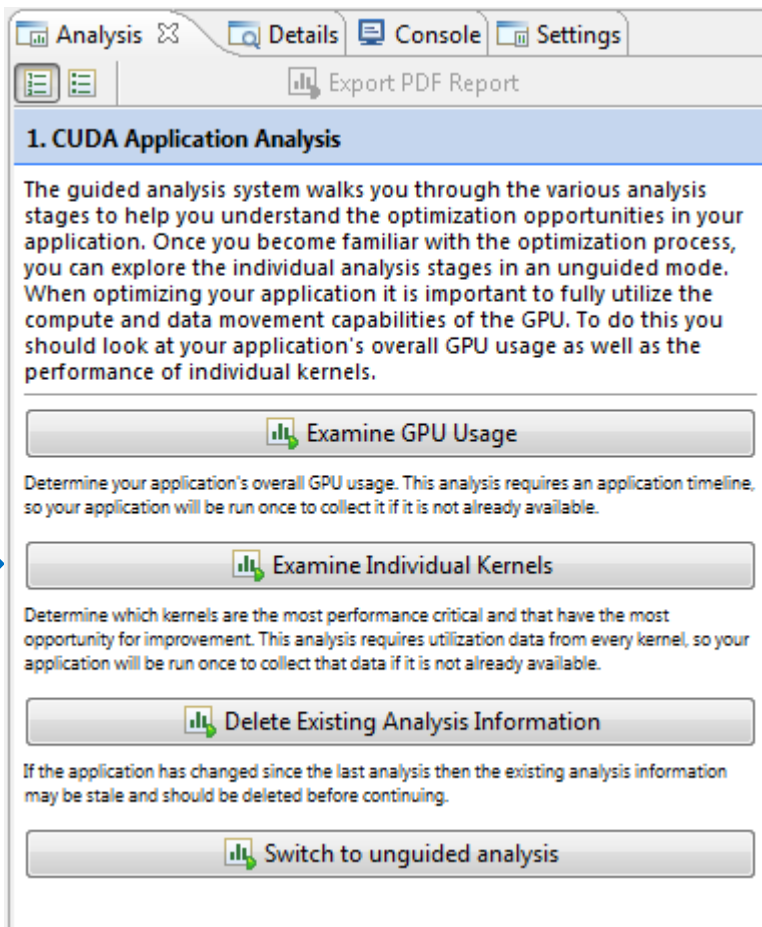 Analysis Details Console Settings
Export PDF Report
1. CUDA Application Analysis
The guided analysis system walks you through the various analysis
stages to help you understand the optimization opportunities in your
application. Once you become familiar with the optimization process,
you can explore the individual analysis stages in an unguided mode.
When optimizing your application it is important to fully utilize the
compute and data movement capabilities of the GPU. To do this you
should look at your application's overall GPU usage as well as the
performance of individual kernels.
Examine GPU Usage
Determine your application's overall GPU usage. This analysis requires an application timeline,
so your application will be run once to collect it if it is not already available.
Examine Individual Kernels
Determine which kernels are the most performance critical and that have the most
opportunity for improvement. This analysis requires utilization data from every kernel, so your
application will be run once to collect that data if it is not already available.
Delete Existing Analysis Information
If the application has changed since the last analysis then the existing analysis information
may be stale and should be deleted before continuing.
Switch to unguided analysis